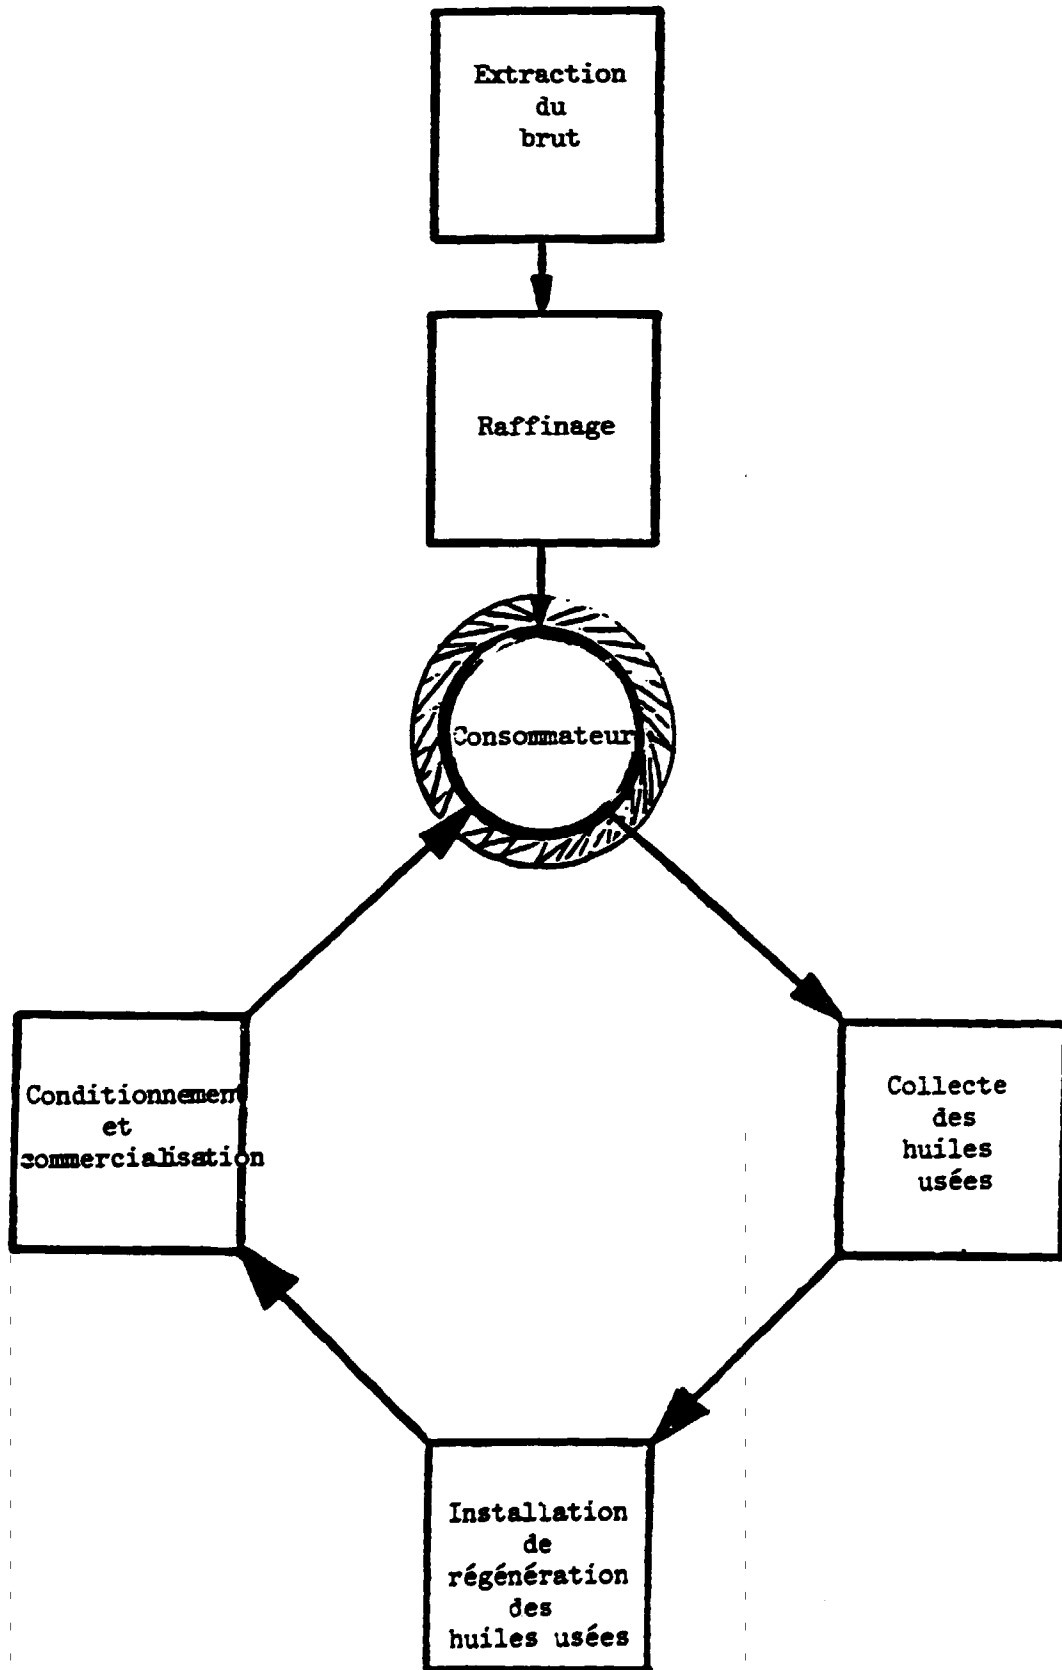 Extraction
du
brut
Raffinage
Consommateur
Conditionnement
et
commercialisation
Collecte
des
huiles
usées
Installation
de
régénération
des
huiles usées